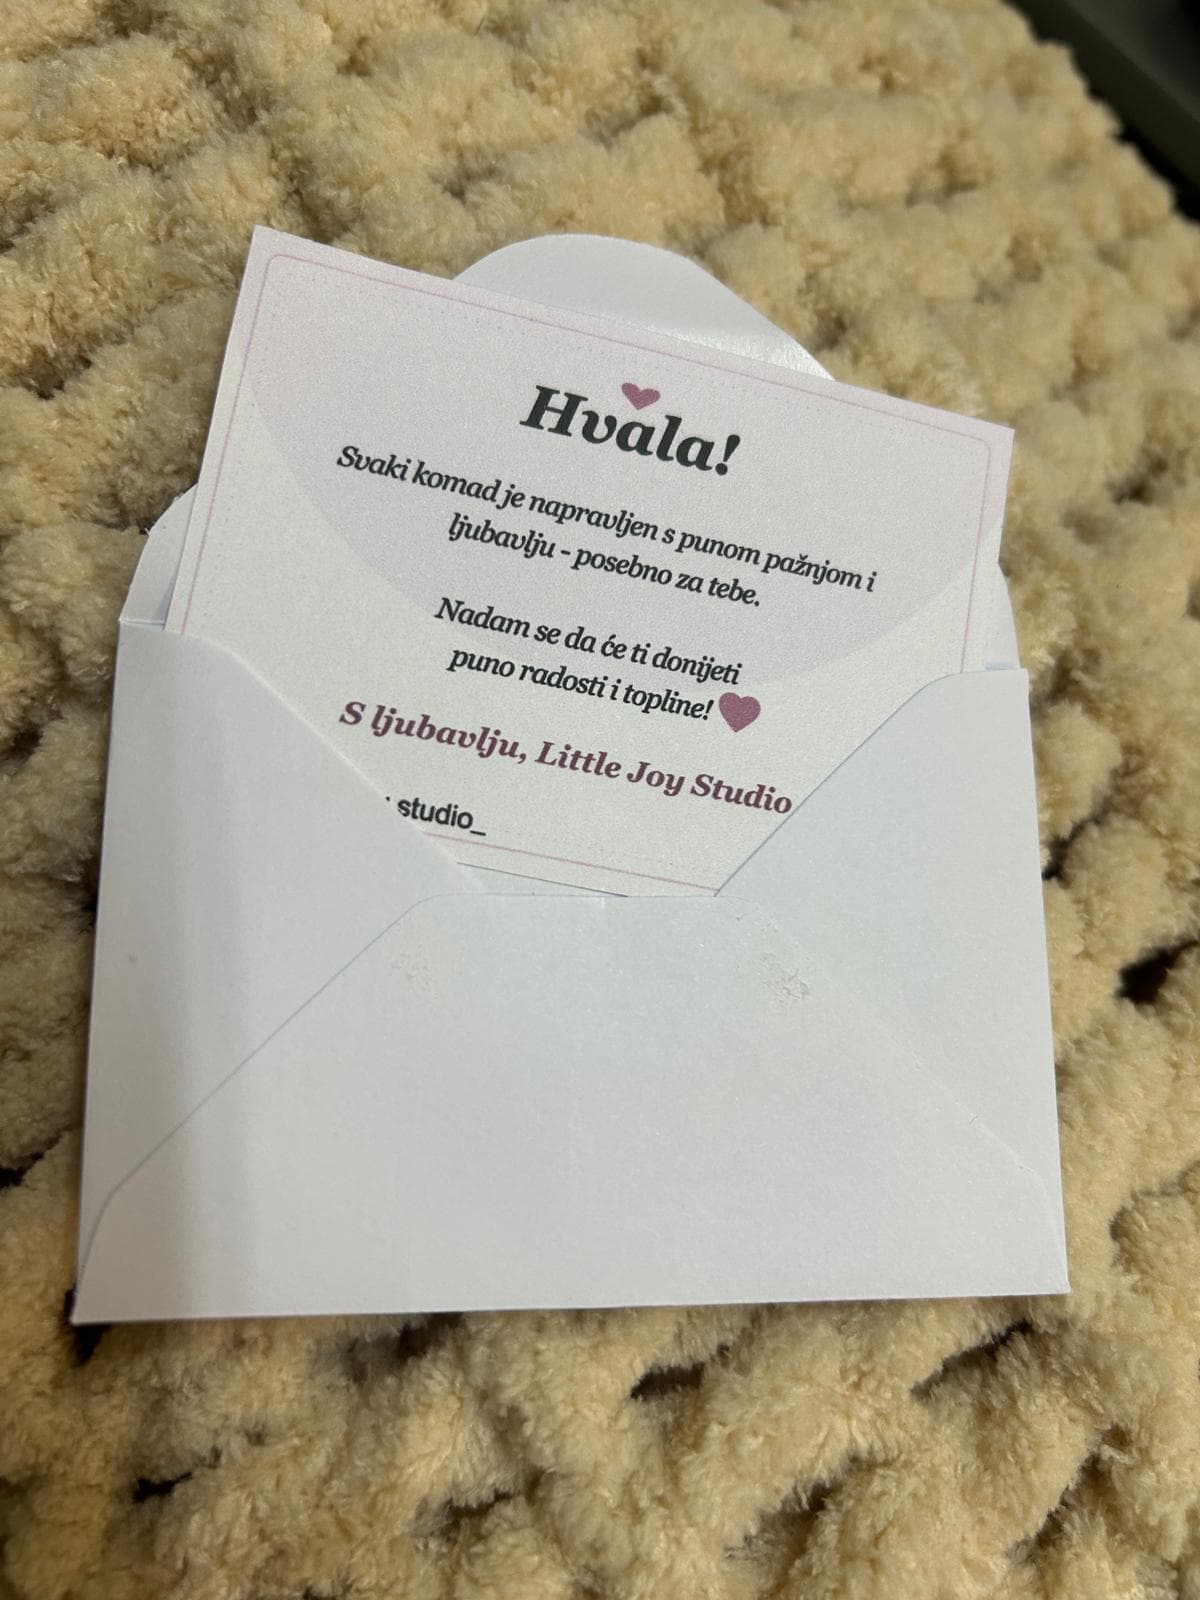 Hvala!
Svaki komad je napravljen s punom pažnjom i
ljubavlju - posebno za tebe.
Nadam se da će ti donijeti
puno radosti i topline!
S ljubavlju, Little Joy Studio
studio_